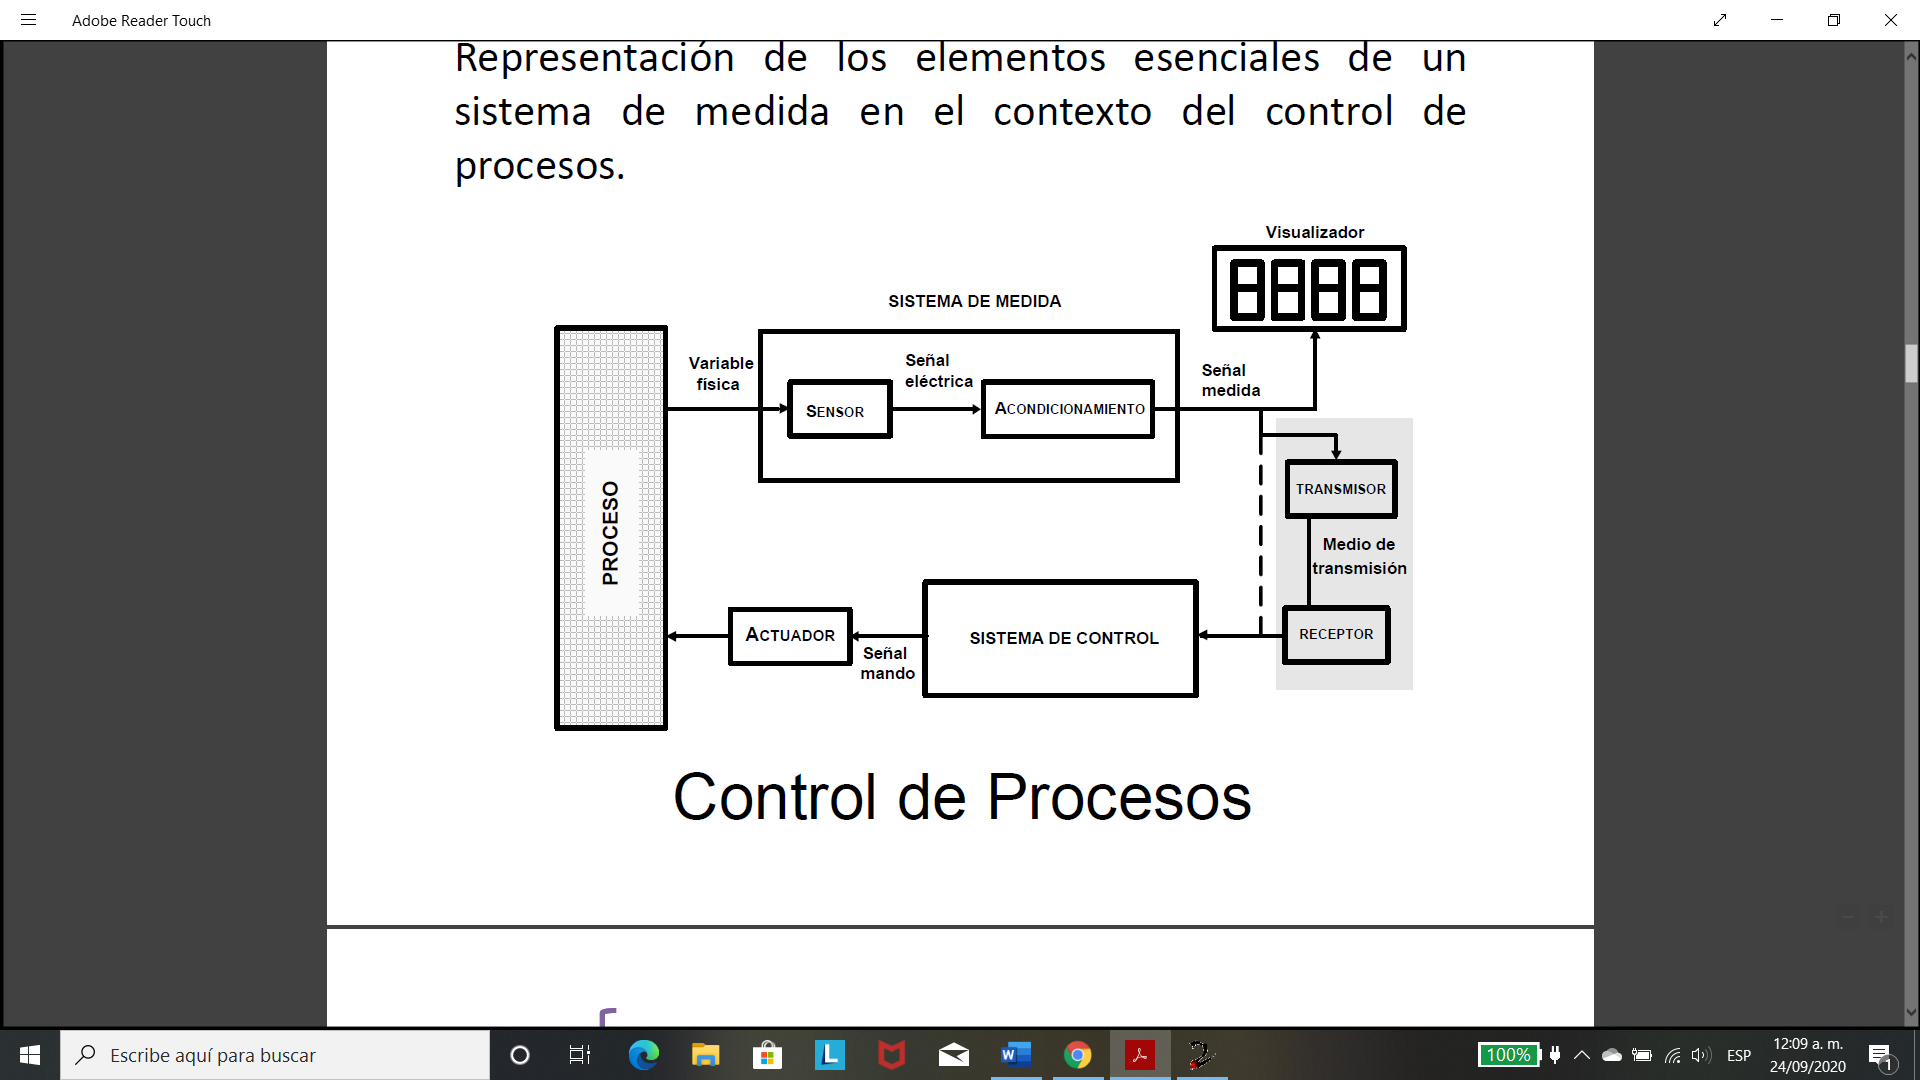 Adobe Reader Touch
Representación de los elementos esenciales de un
sistema de medida en el contexto del control de
procesos.
Visualizador
8888
SISTEMA DE MEDIDA
Variable
física
SENSOR
Señal
eléctrica
ACONDICIONAMIENTO
Señal
medida
TRANSMISOR
Medio de
transmisión
RECEPTOR
PROCESO
ACTUADOR
Señal
mando
SISTEMA DE CONTROL
Control de Procesos
Escribe aquí para buscar
L
W
100%
ESP
12:09 a. m.
24/09/2020
1